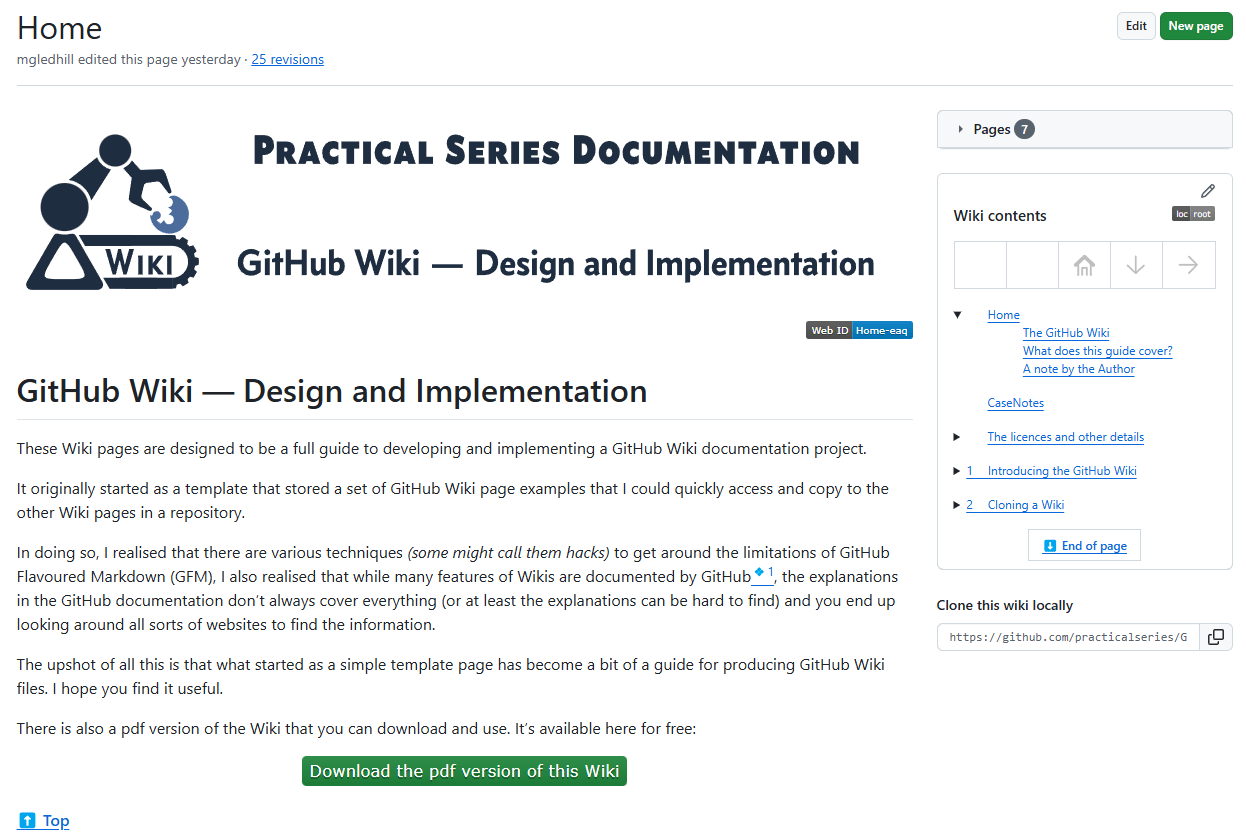 Home
Edit
New page
mgledhill edited this page yesterday · 25 revisions
PRACTICAL SERIES DOCUMENTATION
WIKI
GitHub Wiki — Design and Implementation
Web ID Home-eaq
GitHub Wiki — Design and Implementation
These Wiki pages are designed to be a full guide to developing and implementing a GitHub Wiki documentation project.
It originally started as a template that stored a set of GitHub Wiki page examples that I could quickly access and copy to the
other Wiki pages in a repository.
In doing so, I realised that there are various techniques (some might call them hacks) to get around the limitations of GitHub
Flavoured Markdown (GFM), I also realised that while many features of Wikis are documented by GitHub 1, the explanations
in the GitHub documentation don’t always cover everything (or at least the explanations can be hard to find) and you end up
looking around all sorts of websites to find the information.
The upshot of all this is that what started as a simple template page has become a bit of a guide for producing GitHub Wiki
files. I hope you find it useful.
There is also a pdf version of the Wiki that you can download and use. It’s available here for free:
Download the pdf version of this Wiki
Top
Pages 7
Wiki contents
loc root
Home
The GitHub Wiki
What does this guide cover?
A note by the Author
CaseNotes
The licences and other details
1 Introducing the GitHub Wiki
2 Cloning a Wiki
End of page
Clone this wiki locally
https://github.com/practicalseries/G